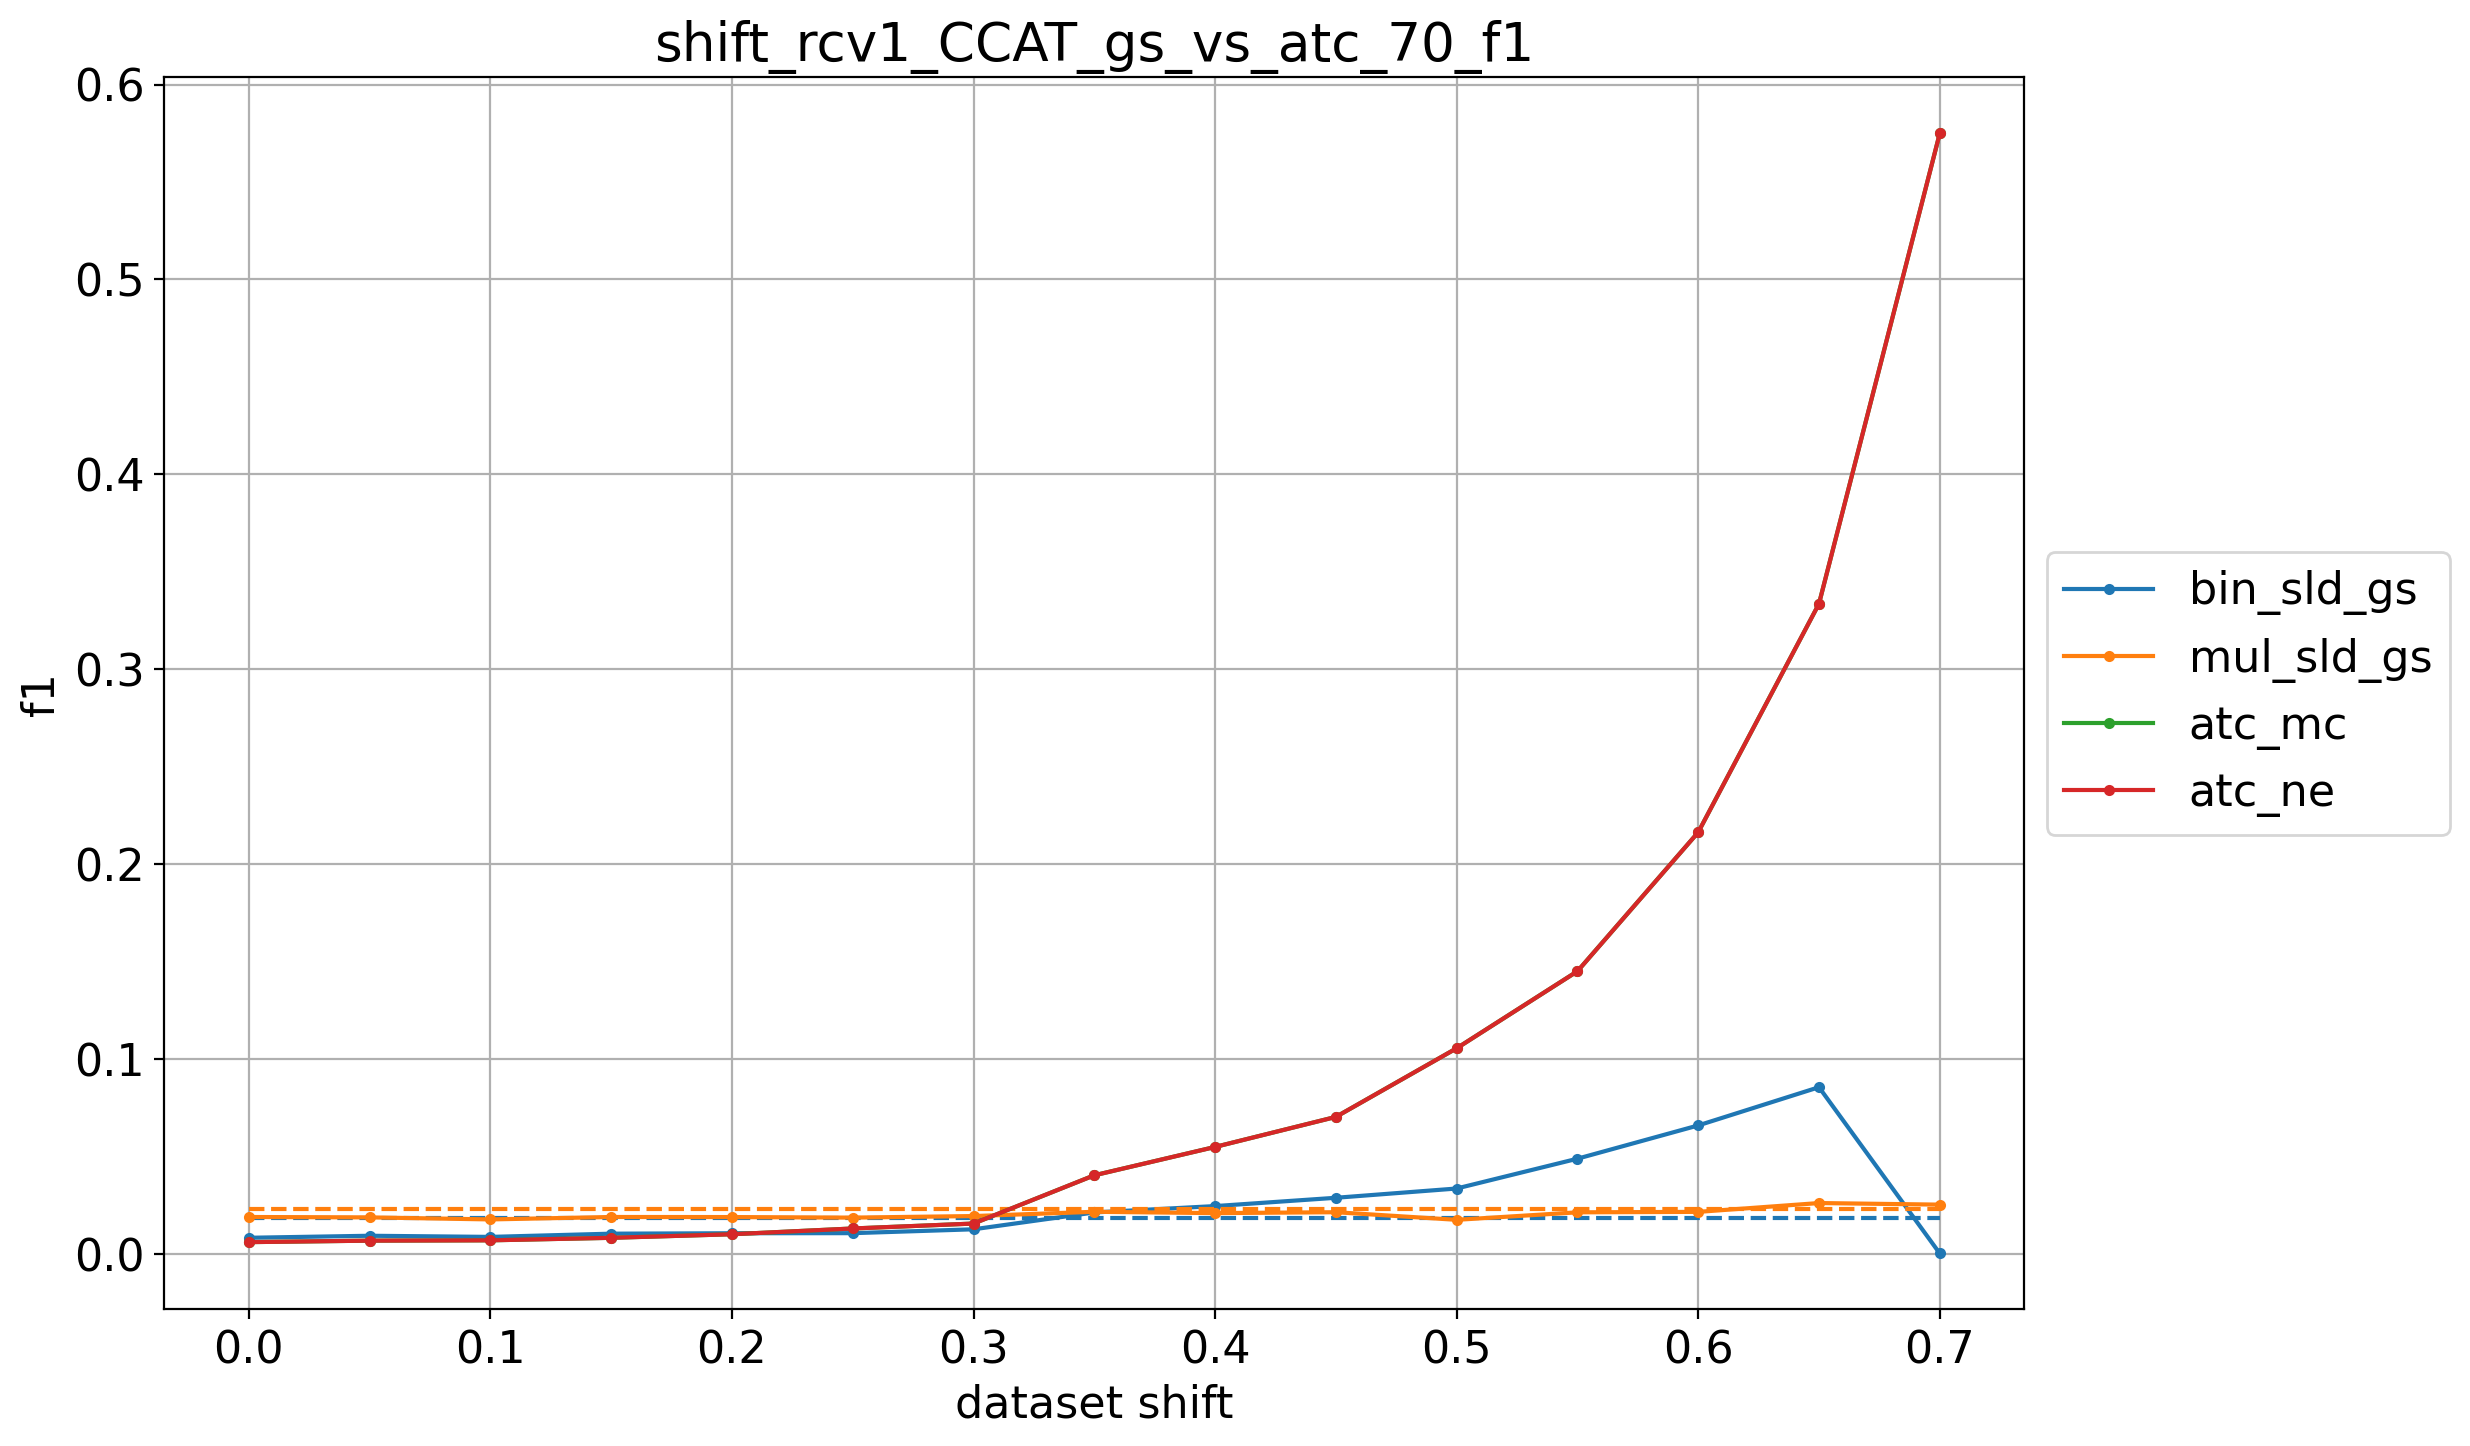 shift_rcv1_CCAT_gs_vs_atc_70_f1
0.6
0.5
0.4
0.3
0.2
0.1
0.0
f1
0.0 0.1 0.2 0.3 0.4 0.5 0.6 0.7
dataset shift
bin_sld_gs
mul_sld_gs
atc_mc
atc_ne